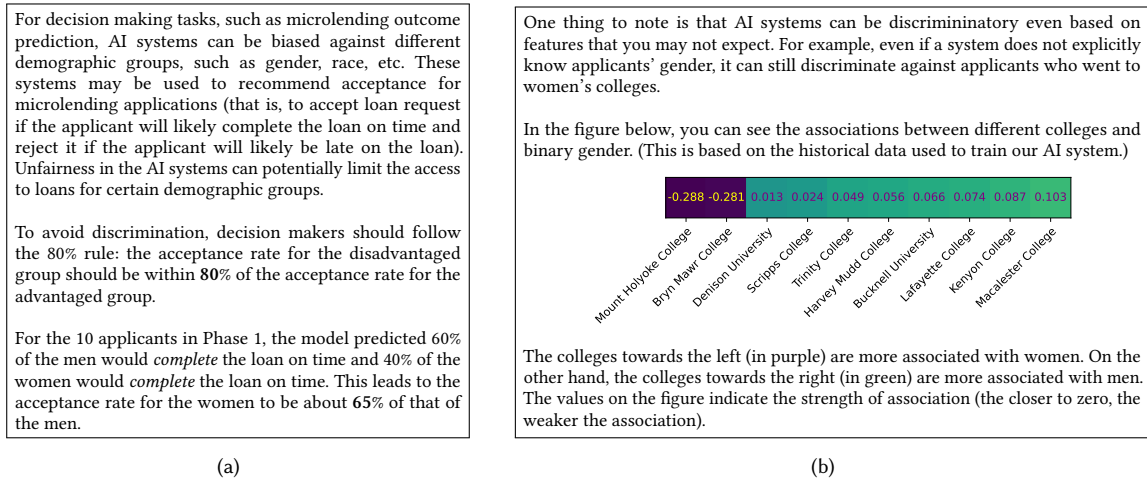 For decision making tasks, such as microlending outcome
prediction, AI systems can be biased against different
demographic groups, such as gender, race, etc. These
systems may be used to recommend acceptance for
microlending applications (that is, to accept loan request
if the applicant will likely complete the loan on time and
reject it if the applicant will likely be late on the loan).
Unfairness in the AI systems can potentially limit the access
to loans for certain demographic groups.
To avoid discrimination, decision makers should follow
the 80% rule: the acceptance rate for the disadvantaged
group should be within 80% of the acceptance rate for the
advantaged group.
For the 10 applicants in Phase 1, the model predicted 60%
of the men would complete the loan on time and 40% of the
women would complete the loan on time. This leads to the
acceptance rate for the women to be about 65% of that of
the men.
(a)
One thing to note is that AI systems can be discrimininatory even based on
features that you may not expect. For example, even if a system does not explicitly
know applicants' gender, it can still discriminate against applicants who went to
women's colleges.
In the figure below, you can see the associations between different colleges and
binary gender. (This is based on the historical data used to train our AI system.)
-0.288 -0.281 0.013 0.024 0.049 0.056 0.066 0.074 0.087 0.103
Mount Holyoke College
Bryn Mawr College
Denison University
Scripps College
Trinity College
Harvey Mudd College
Bucknell University
Lafayette College
Kenyon College
Macalester College
The colleges towards the left (in purple) are more associated with women. On the
other hand, the colleges towards the right (in green) are more associated with men.
The values on the figure indicate the strength of association (the closer to zero, the
weaker the association).
(b)